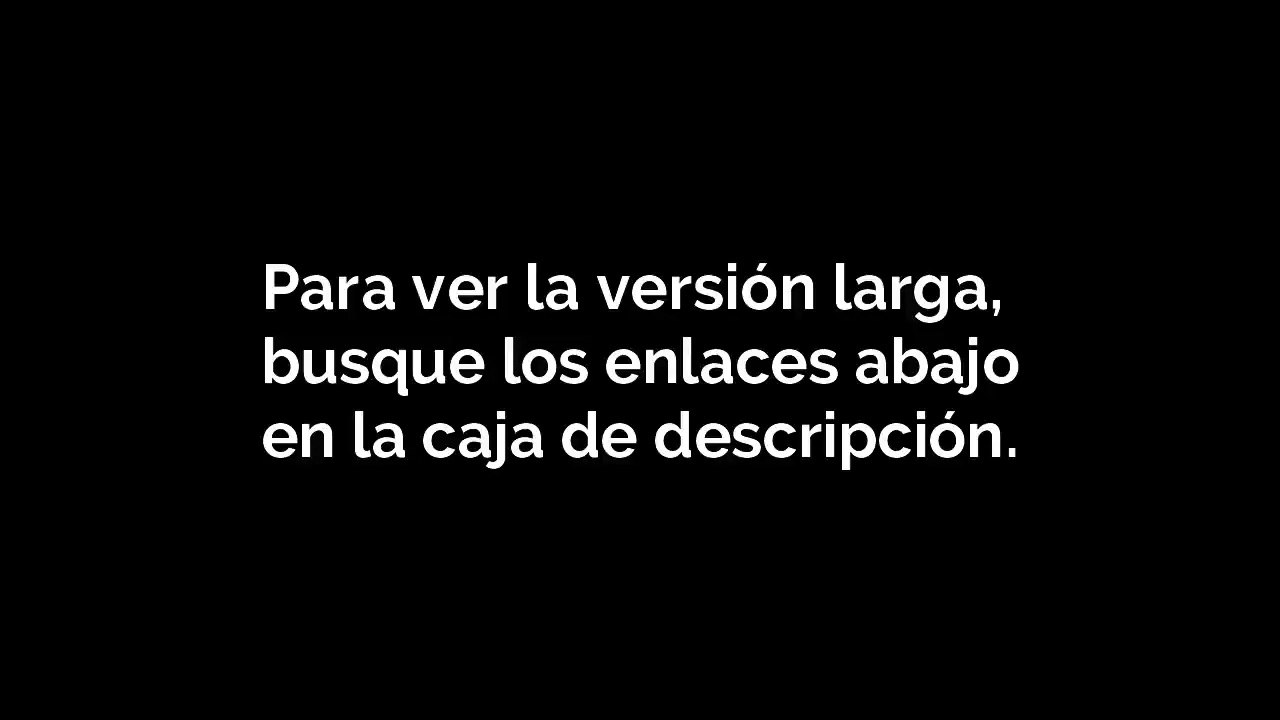 Para ver la versión larga,
busque los enlaces abajo
en la caja de descripción.